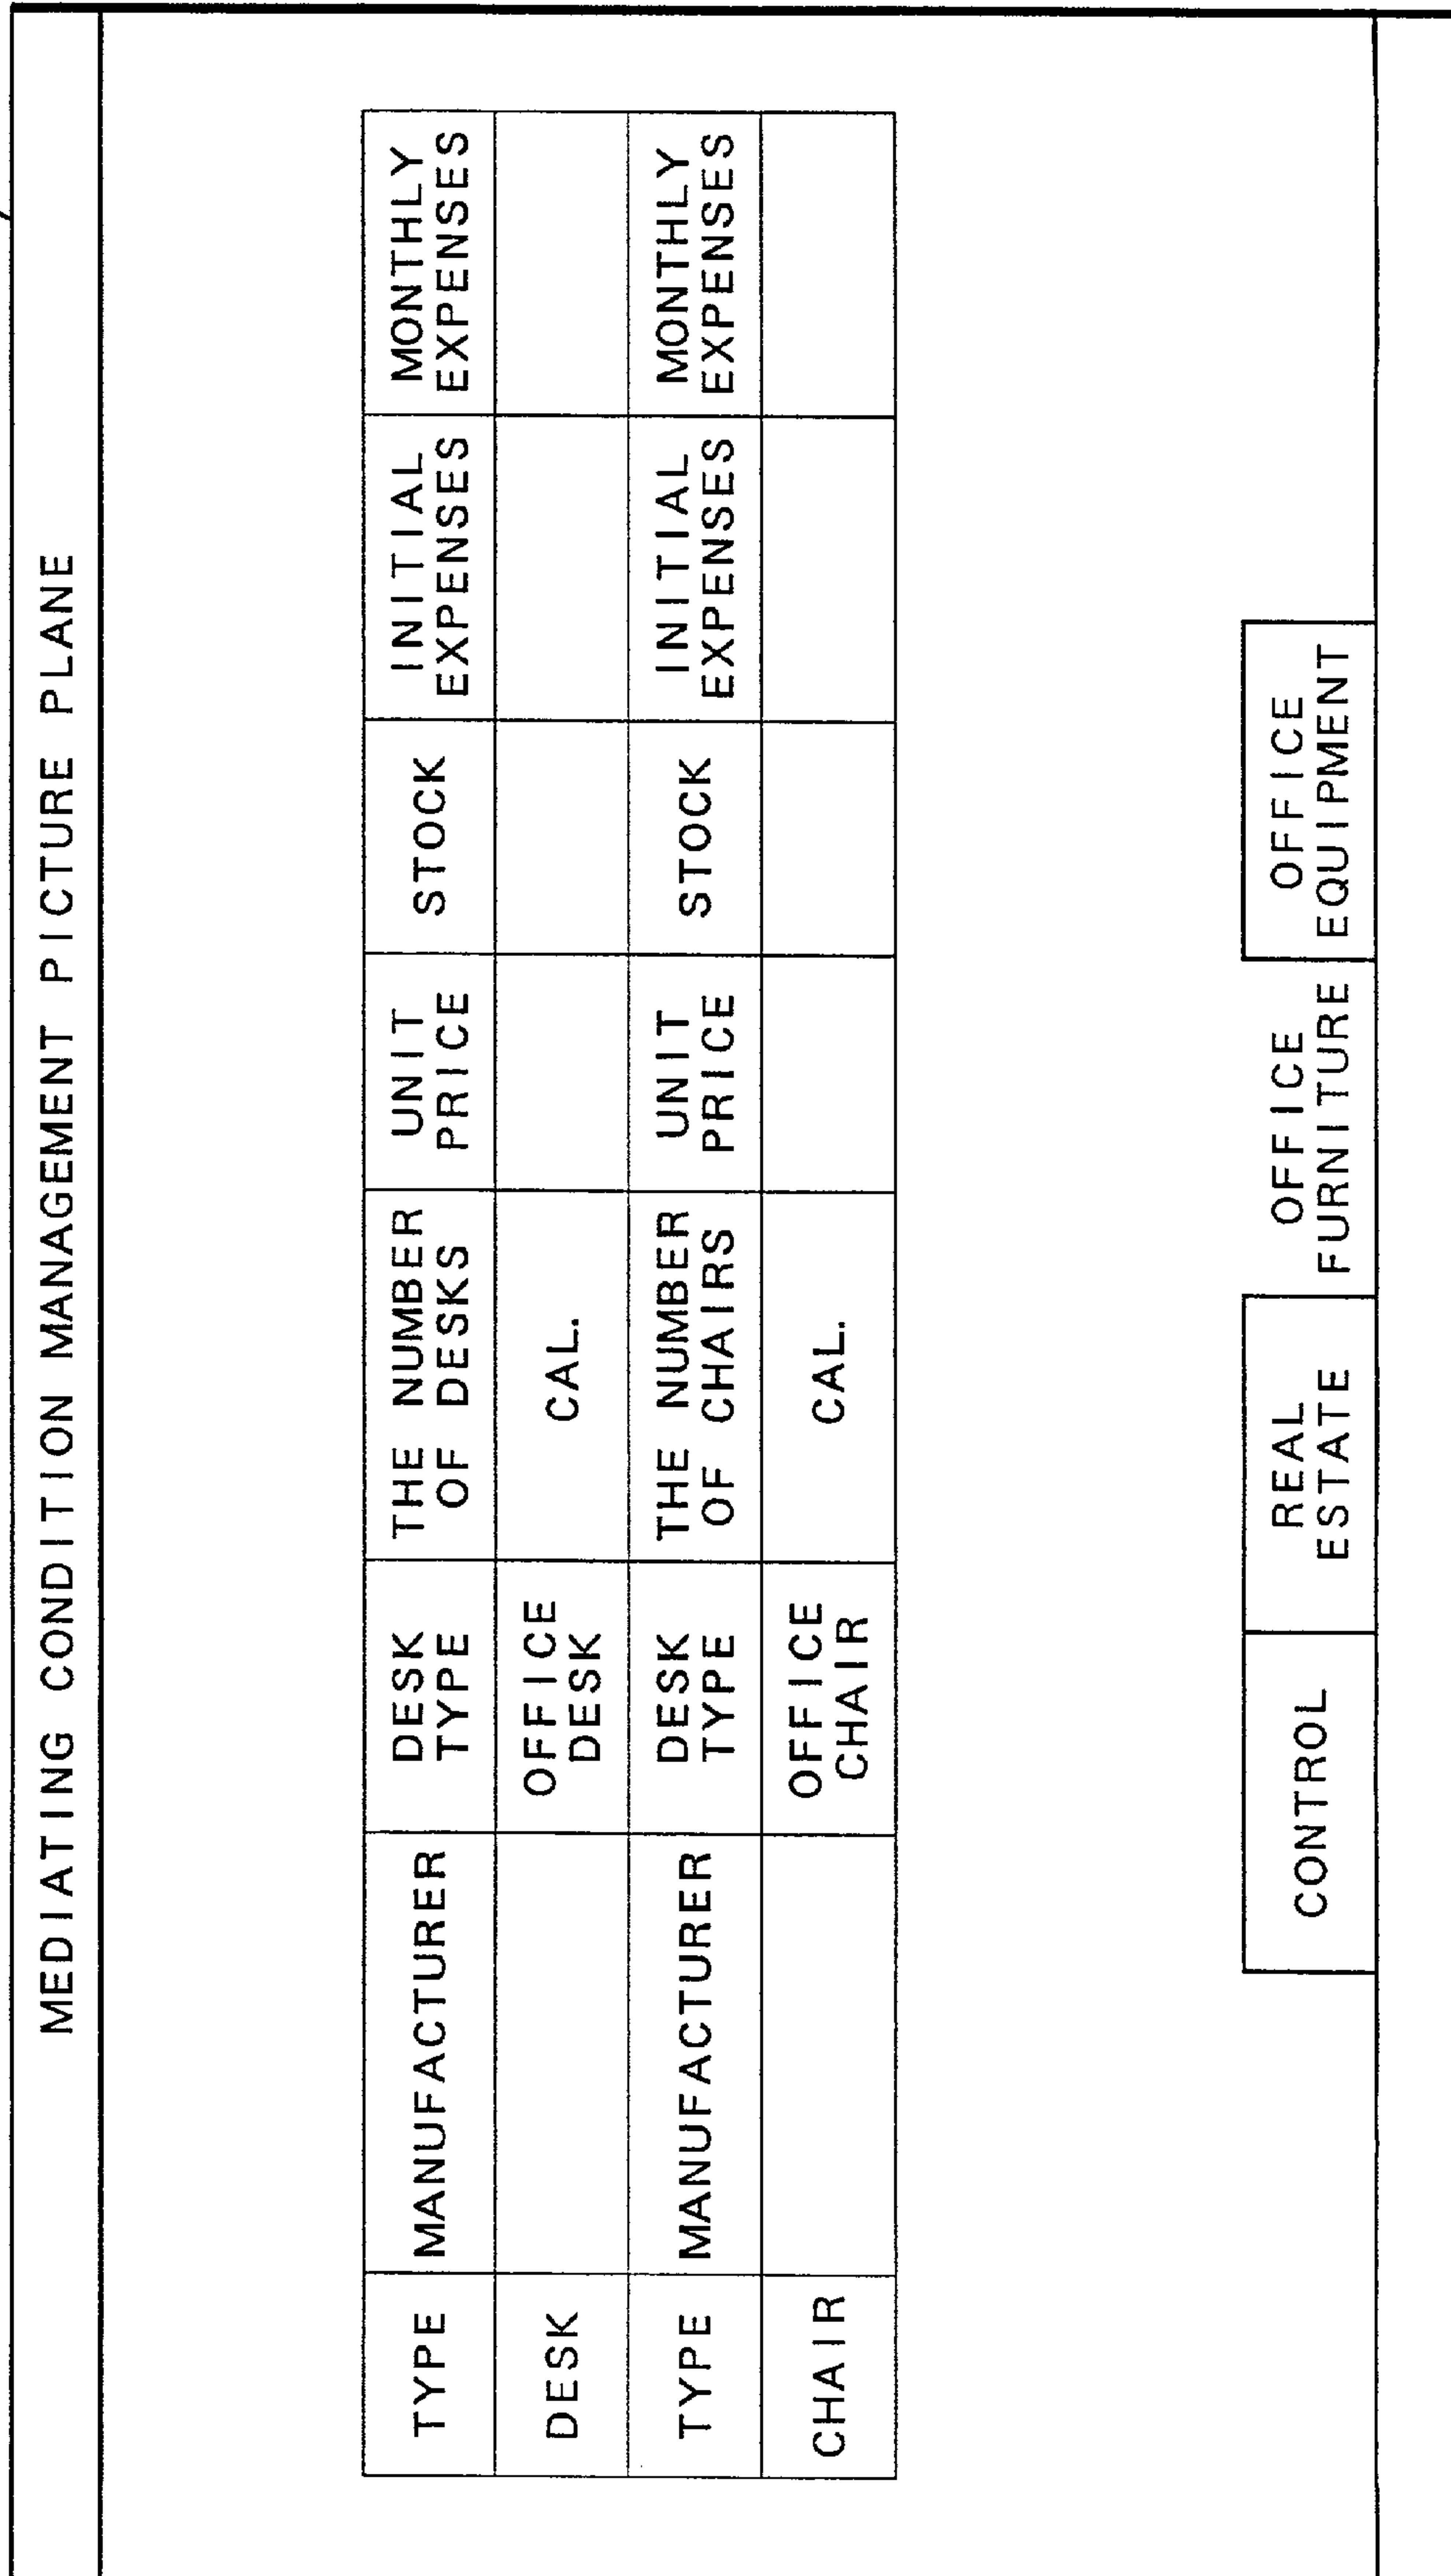 MEDIATING CONDITION MANAGEMENT PICTURE PLANE
TYPE
MANUFACTURER
DESK
TYPE
THE NUMBER
OF DESKS
UNIT
PRICE
STOCK
INITIAL
EXPENSES
MONTHLY
EXPENSES
DESK
OFFICE
DESK
CAL.
TYPE
MANUFACTURER
DESK
TYPE
THE NUMBER
OF CHAIRS
UNIT
PRICE
STOCK
INITIAL
EXPENSES
MONTHLY
EXPENSES
CHAIR
OFFICE
CHAIR
CAL.
CONTROL
REAL
ESTATE
OFFICE
FURNITURE
OFFICE
EQUIPMENT